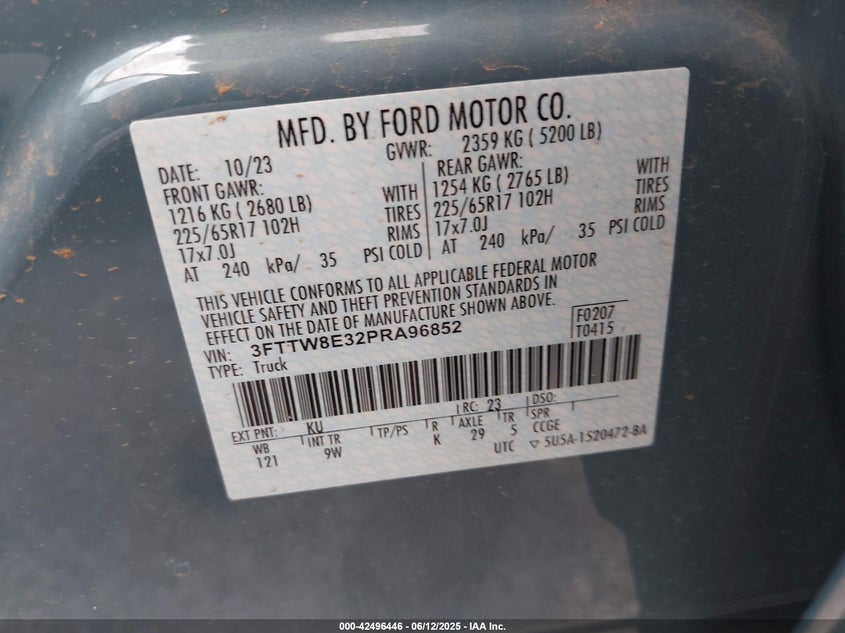 MFD. BY FORD MOTOR CO.
DATE: 10/23 GVWR: 2359 KG ( 5200 LB)
FRONT GAWR: REAR GAWR:
1216 KG ( 2680 LB) WITH 1254 KG ( 2765 LB) WITH
225/65R17 102H TIRES 225/65R17 102H TIRES
17x7.0J RIMS 17x7.0J RIMS
AT 240 kPa/ 35 PSI COLD AT 240 kPa/ 35 PSI COLD
THIS VEHICLE CONFORMS TO ALL APPLICABLE FEDERAL MOTOR
VEHICLE SAFETY AND THEFT PREVENTION STANDARDS IN
EFFECT ON THE DATE OF MANUFACTURE SHOWN ABOVE.
VIN: 3FTTW8E32PRA96852 F0207
TYPE: Truck T0415
EXT PNT: KU RC: 23 DSO:
WB INT TR TP/PS R AXLE TR SPR
121 9W K 29 5 CCGE
UTC ▽ 5U5A-1520472-BA
000-42496446 - 06/12/2025 - IAA Inc.